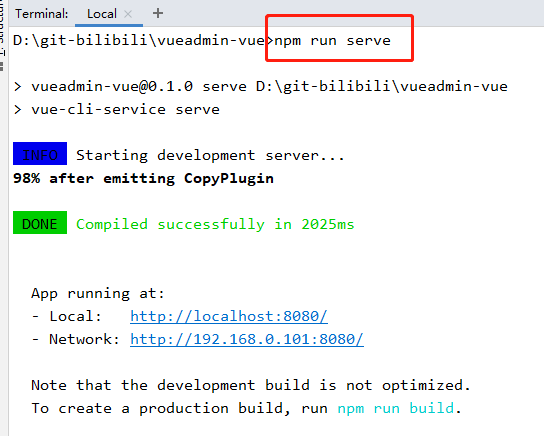 Terminal: Local × +
D:\git-bilibili\vueadmin-vue>npm run serve
> vueadmin-vue@0.1.0 serve D:\git-bilibili\vueadmin-vue
> vue-cli-service serve
INFO Starting development server...
98% after emitting CopyPlugin
DONE Compiled successfully in 2025ms
App running at:
- Local: http://localhost:8080/
- Network: http://192.168.0.101:8080/
Note that the development build is not optimized.
To create a production build, run npm run build.